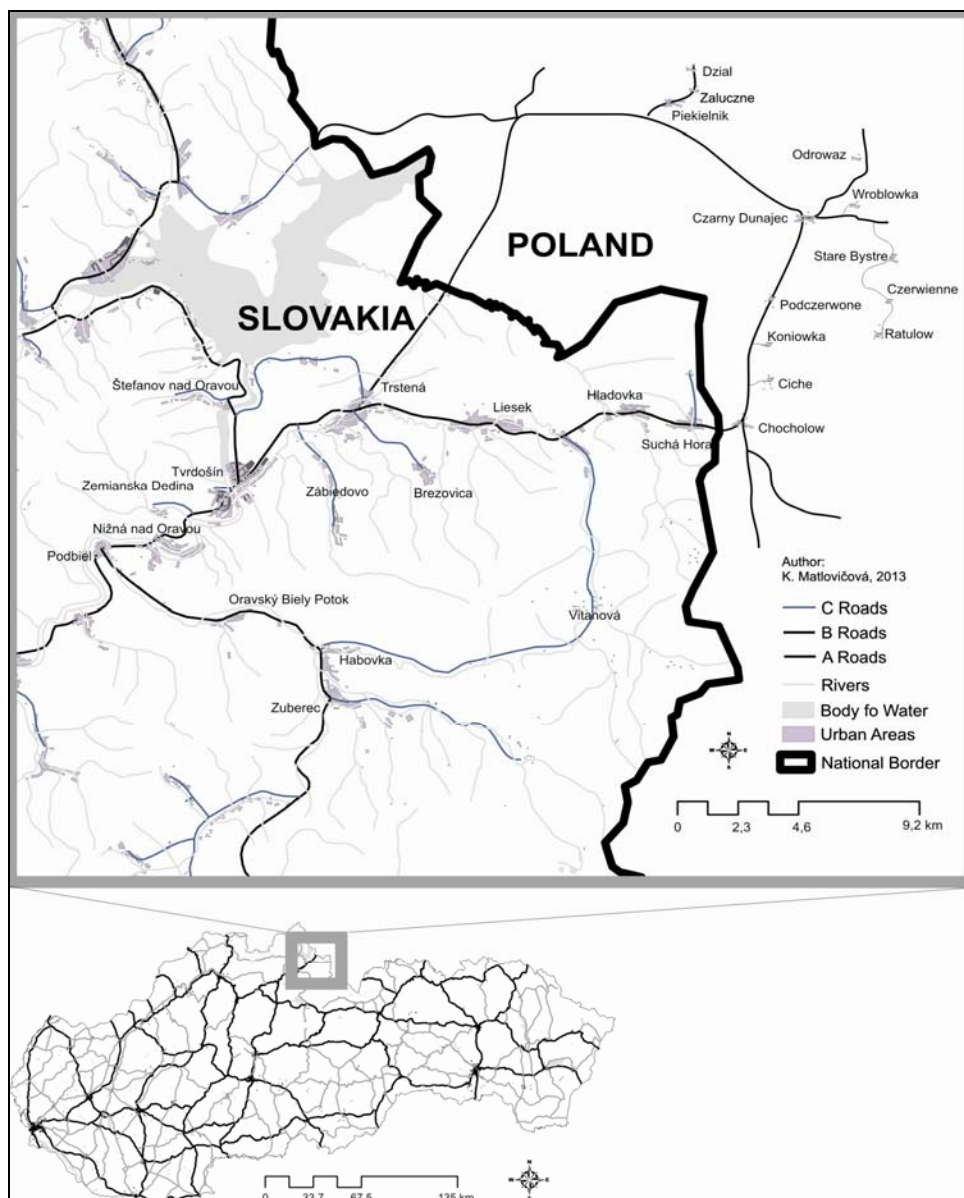 Dzial
Zaluczne
Piekielnik
Odrowaz
Wroblowka
Czarny Dunajec
POLAND
Stare Bystre
Czerwienne
Podczerwone
SLOVAKIA
Koniowka
Ratulow
Štefanov nad Oravou
Trstená
Ciche
Hladovka
Liesek
Chocholow
Suchá Hora
Tvrdošín
Zemianska Dedina
Zábiedovo
Brezovica
Nižná nad Oravou
Podbiel
Author:
K. Matlovičová, 2013
Oravský Biely Potok
Vitanová
C Roads
B Roads
Habovka
A Roads
Rivers
Zuberec
Body fo Water
Urban Areas
N
W E
S
National Border
0 2,3 4,6 9,2 km
N
W E
S
0 33,7 67,5 135 km